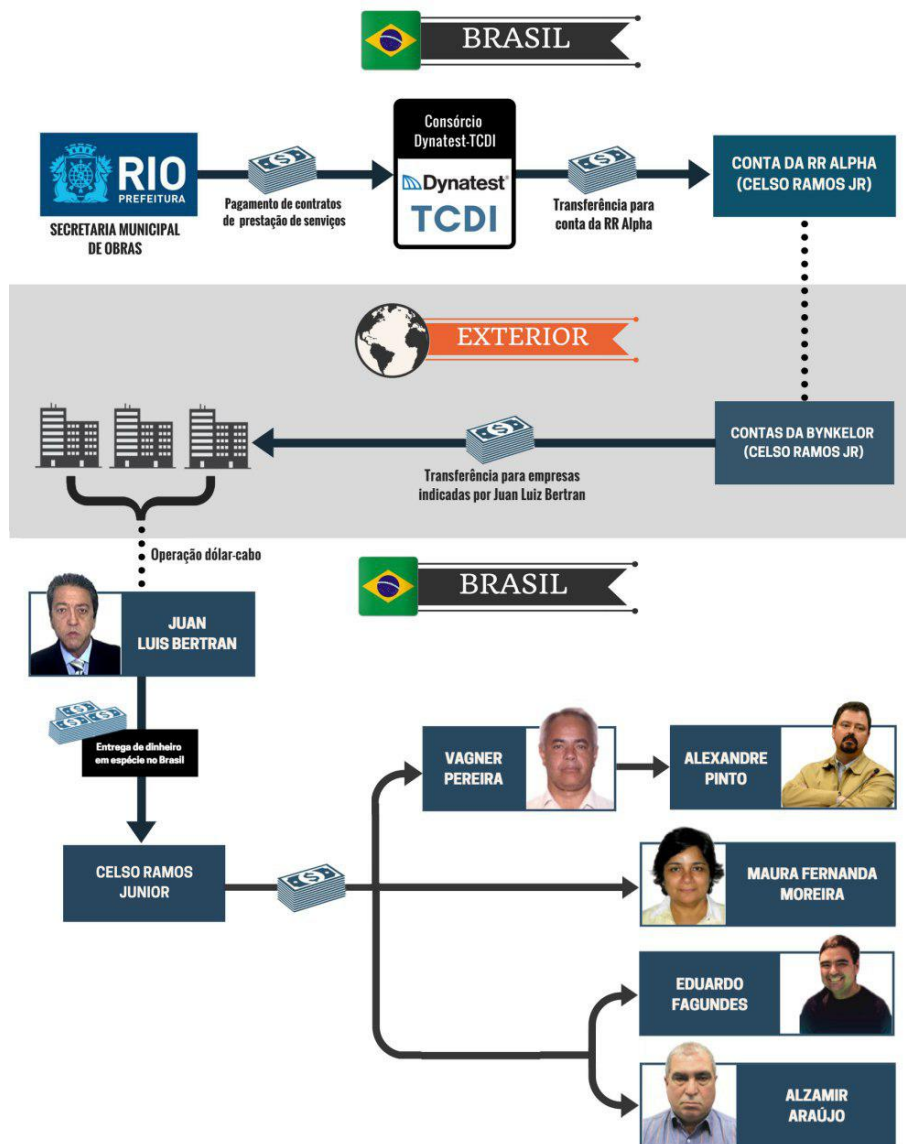 BRASIL
Consórcio
Dynatest-TCDI
RIO
PREFEITURA
Dynatest®
TCDI
CONTA DA RR ALPHA
(CELSO RAMOS JR)
SECRETARIA MUNICIPAL
DE OBRAS
Pagamento de contratos
de prestação de serviços
Transferência para
conta da RR Alpha
EXTERIOR
CONTAS DA BYNKELOR
(CELSO RAMOS JR)
Transferência para empresas
indicadas por Juan Luiz Bertran
Operação dólar-cabo
BRASIL
JUAN
LUIS BERTRAN
Entrega de dinheiro
em espécie no Brasil
VAGNER
PEREIRA
ALEXANDRE
PINTO
CELSO RAMOS
JUNIOR
MAURA FERNANDA
MOREIRA
EDUARDO
FAGUNDES
ALZAMIR
ARAÚJO